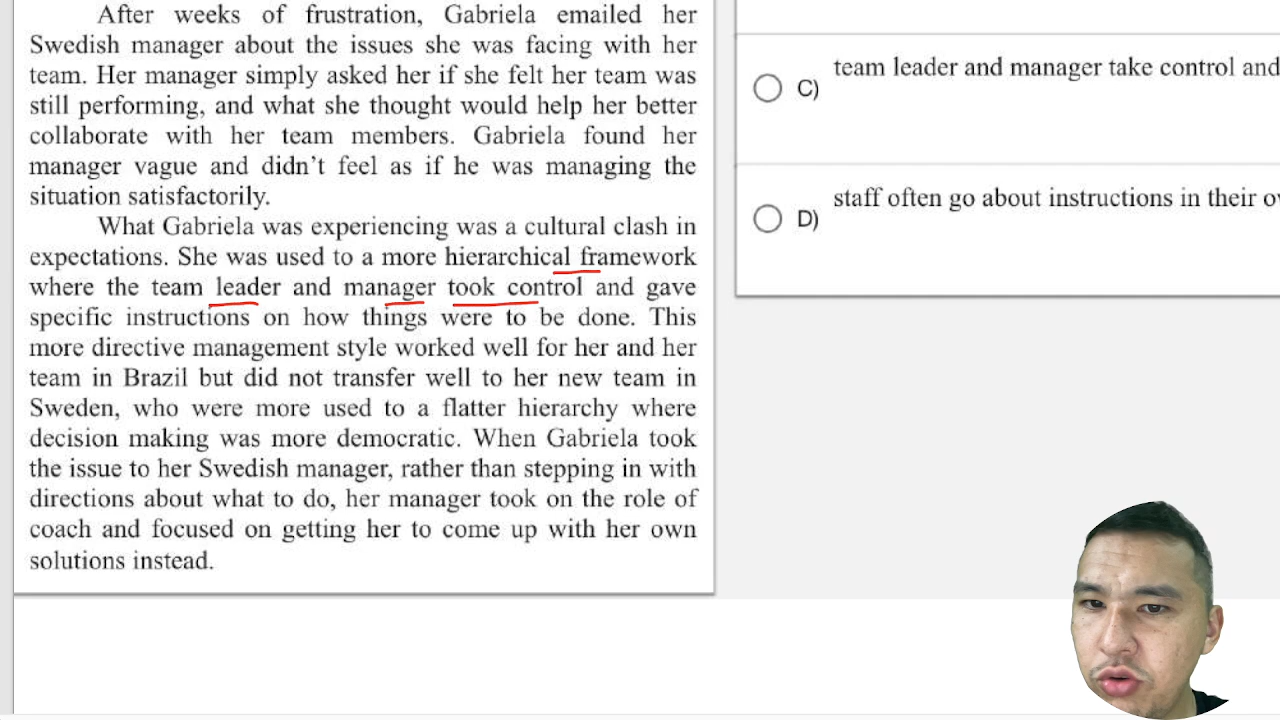 After weeks of frustration, Gabriela emailed her
Swedish manager about the issues she was facing with her
team. Her manager simply asked her if she felt her team was
still performing, and what she thought would help her better
collaborate with her team members. Gabriela found her
manager vague and didn't feel as if he was managing the
situation satisfactorily.
What Gabriela was experiencing was a cultural clash in
expectations. She was used to a more hierarchical framework
where the team leader and manager took control and gave
specific instructions on how things were to be done. This
more directive management style worked well for her and her
team in Brazil but did not transfer well to her new team in
Sweden, who were more used to a flatter hierarchy where
decision making was more democratic. When Gabriela took
the issue to her Swedish manager, rather than stepping in with
directions about what to do, her manager took on the role of
coach and focused on getting her to come up with her own
solutions instead.
C) team leader and manager take control and
D) staff often go about instructions in their